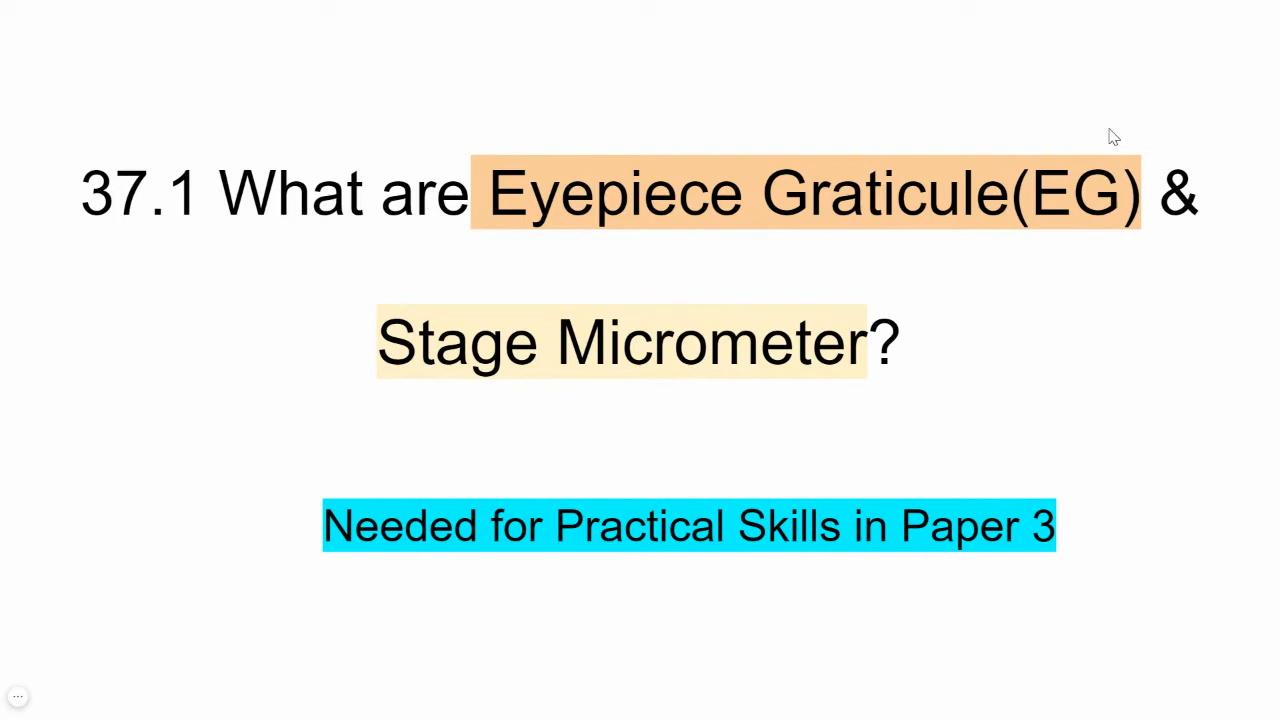 37.1 What are Eyepiece Graticule(EG) &
Stage Micrometer?
Needed for Practical Skills in Paper 3